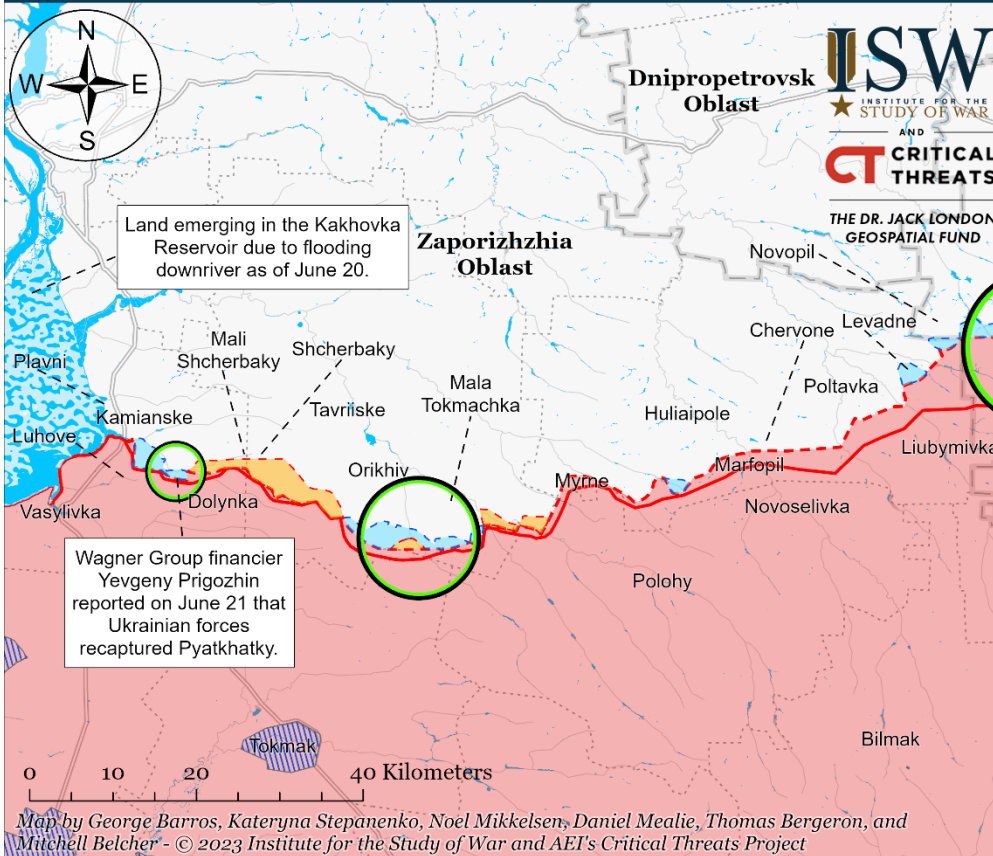 N
W E
S
Dnipropetrovsk
Oblast
ISW
INSTITUTE FOR THE
STUDY OF WAR
AND
CT CRITICAL
THREATS
THE DR. JACK LONDON
GEOSPATIAL FUND
Land emerging in the Kakhovka
Reservoir due to flooding
downriver as of June 20.
Zaporizhzhia
Oblast
Novopil
Mali
Shcherbaky
Shcherbaky
Chervone
Levadne
Plavni
Mala
Tokmachka
Poltavka
Kamianske
Tavriiske
Huliaipole
Luhove
Liubymivka
Orikhiv
Marfopil
Myrne
Vasylivka
Dolynka
Novoselivka
Wagner Group financier
Yevgeny Prigozhin
reported on June 21 that
Ukrainian forces
recaptured Pyatkhatky.
Polohy
Tokmak
Bilmak
0 10 20 40 Kilometers
Map by George Barros, Kateryna Stepanenko, Noel Mikkelsen, Daniel Mealie, Thomas Bergeron, and
Mitchell Belcher - © 2023 Institute for the Study of War and AEI's Critical Threats Project